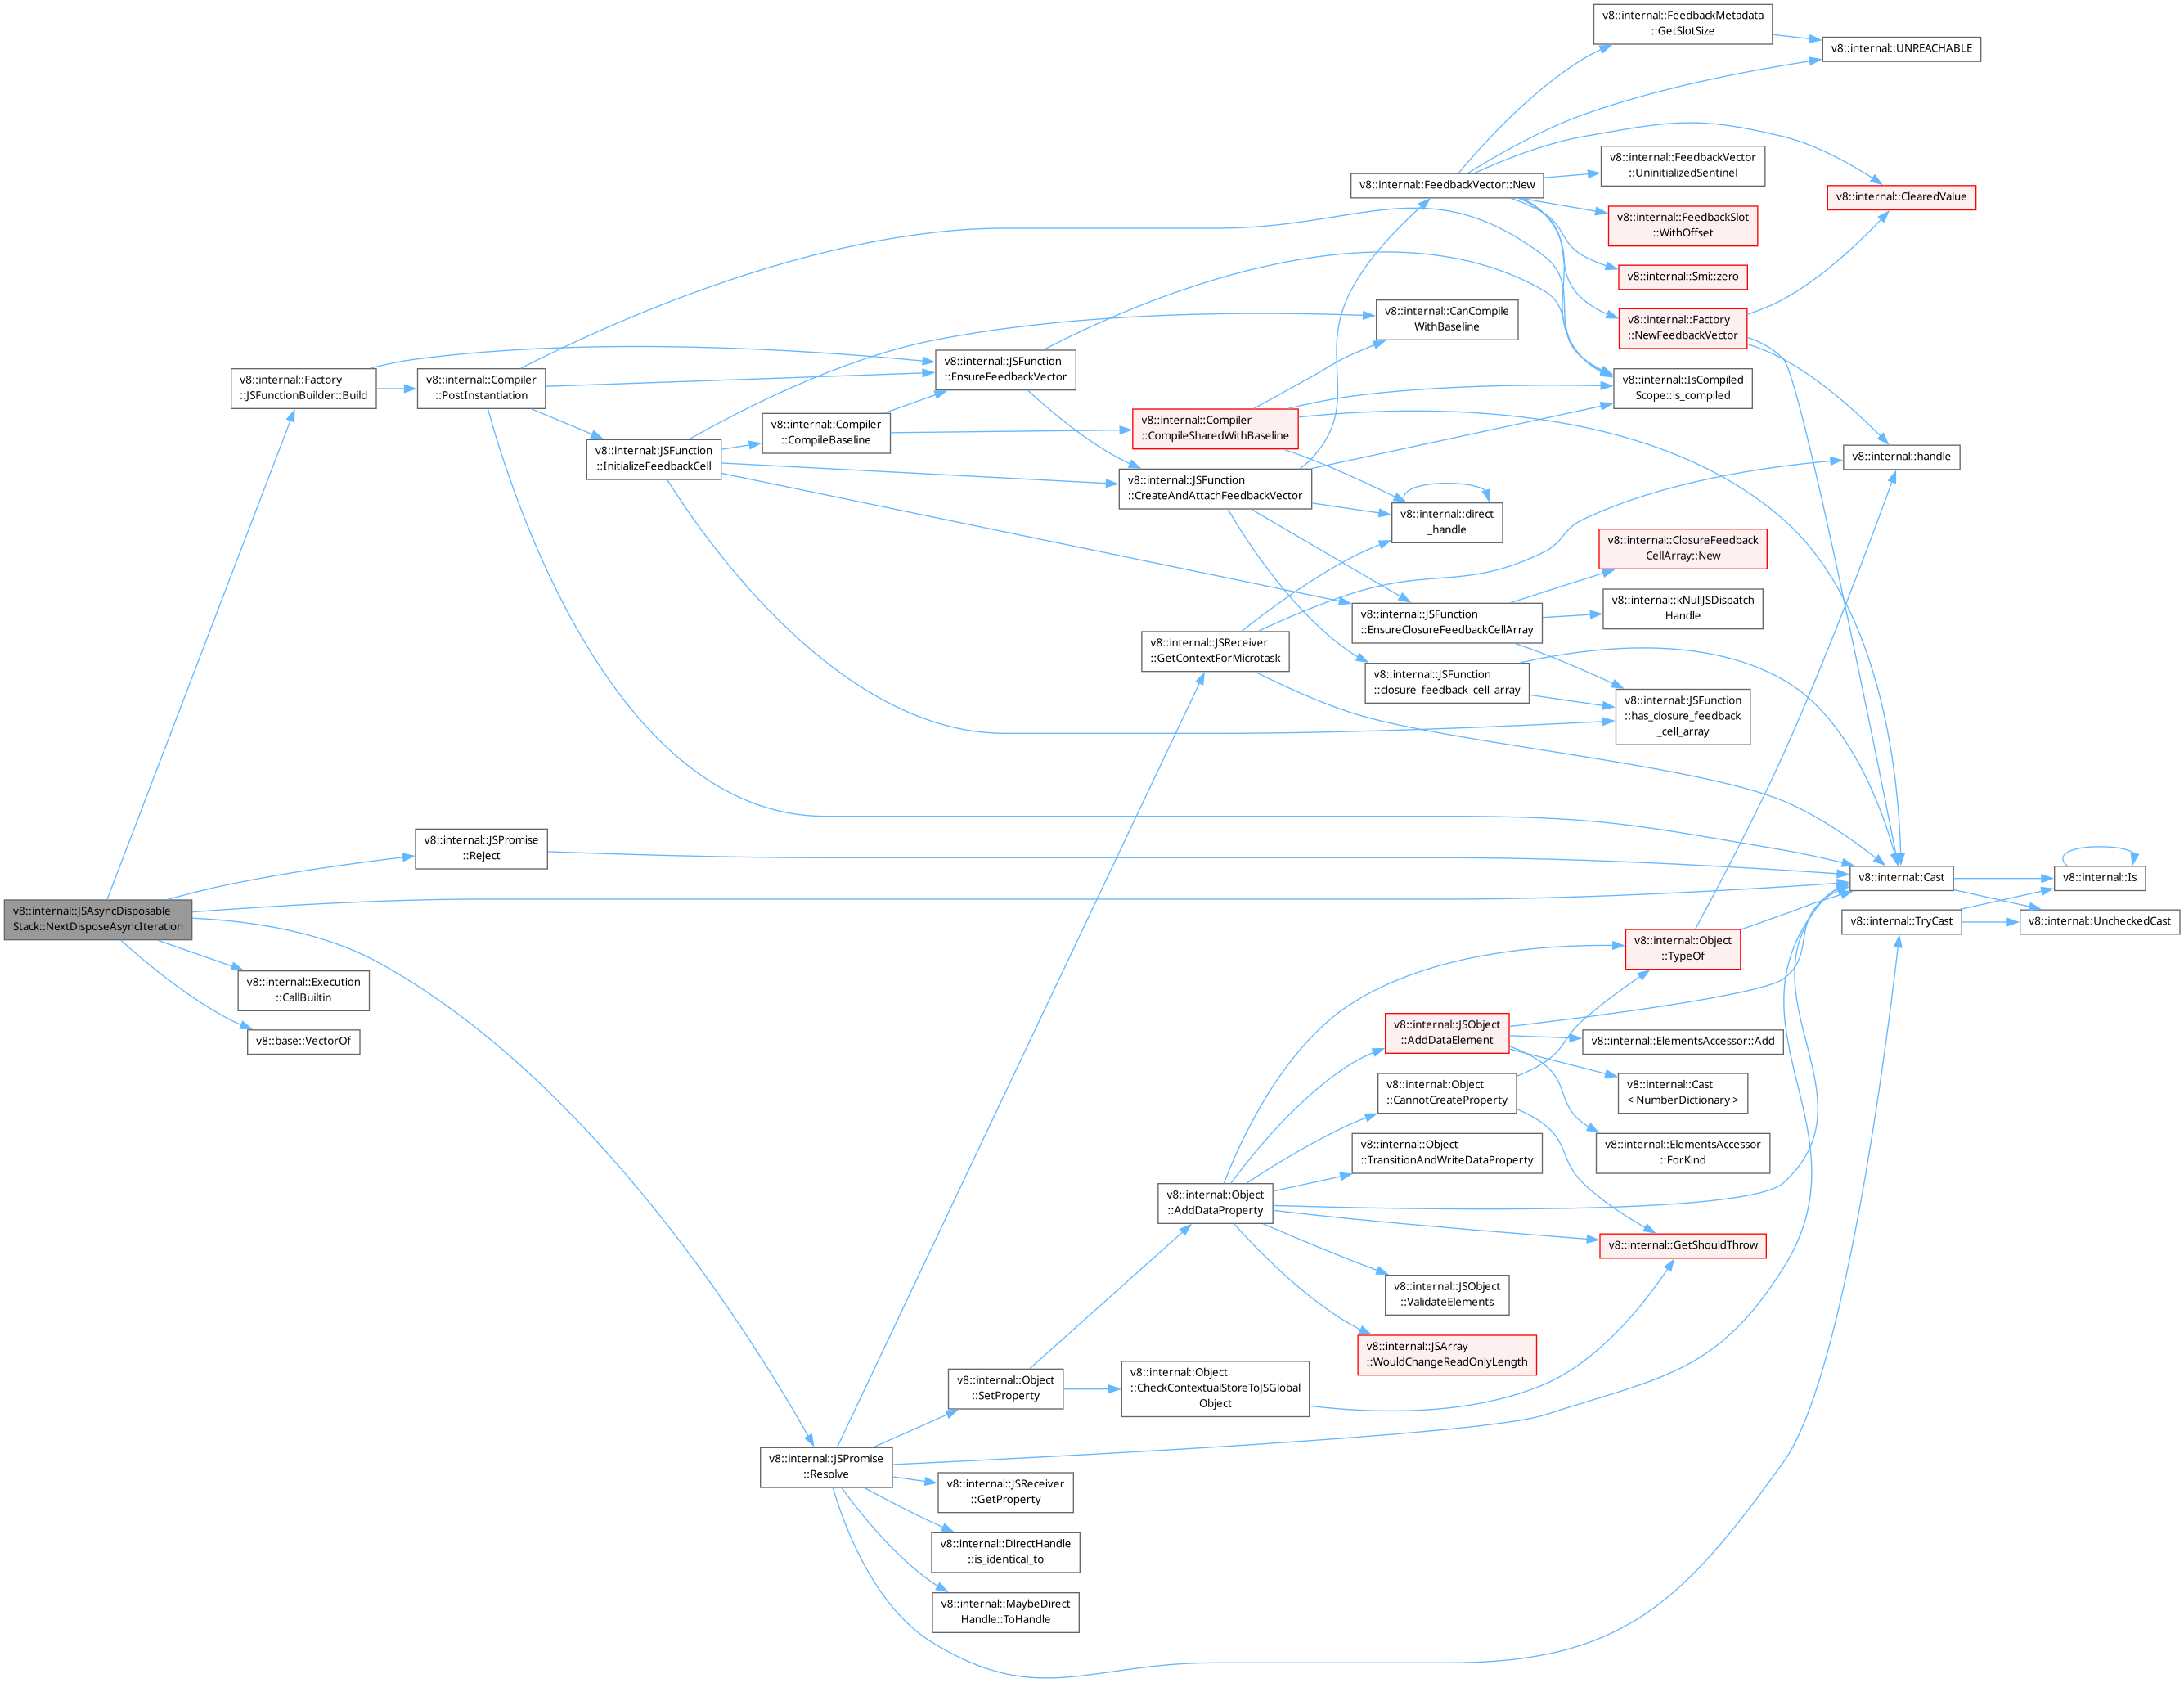 v8::internal::FeedbackMetadata
::GetSlotSize
v8::internal::UNREACHABLE
v8::internal::FeedbackVector
::UninitializedSentinel
v8::internal::FeedbackVector::New
v8::internal::ClearedValue
v8::internal::FeedbackSlot
::WithOffset
v8::internal::Smi::zero
v8::internal::CanCompile
WithBaseline
v8::internal::Factory
::NewFeedbackVector
v8::internal::Factory
::JSFunctionBuilder::Build
v8::internal::Compiler
::PostInstantiation
v8::internal::JSFunction
::EnsureFeedbackVector
v8::internal::IsCompiled
Scope::is_compiled
v8::internal::Compiler
::CompileBaseline
v8::internal::Compiler
::CompileSharedWithBaseline
v8::internal::JSFunction
::InitializeFeedbackCell
v8::internal::handle
v8::internal::JSFunction
::CreateAndAttachFeedbackVector
v8::internal::direct
_handle
v8::internal::ClosureFeedback
CellArray::New
v8::internal::kNullJSDispatch
Handle
v8::internal::JSFunction
::EnsureClosureFeedbackCellArray
v8::internal::JSReceiver
::GetContextForMicrotask
v8::internal::JSFunction
::closure_feedback_cell_array
v8::internal::JSFunction
::has_closure_feedback
_cell_array
v8::internal::JSPromise
::Reject
v8::internal::Cast
v8::internal::Is
v8::internal::JSAsyncDisposable
Stack::NextDisposeAsyncIteration
v8::internal::TryCast
v8::internal::UncheckedCast
v8::internal::Object
::TypeOf
v8::internal::Execution
::CallBuiltin
v8::base::VectorOf
v8::internal::JSObject
::AddDataElement
v8::internal::ElementsAccessor::Add
v8::internal::Cast
< NumberDictionary >
v8::internal::Object
::CannotCreateProperty
v8::internal::ElementsAccessor
::ForKind
v8::internal::Object
::TransitionAndWriteDataProperty
v8::internal::Object
::AddDataProperty
v8::internal::GetShouldThrow
v8::internal::JSObject
::ValidateElements
v8::internal::JSArray
::WouldChangeReadOnlyLength
v8::internal::Object
::SetProperty
v8::internal::Object
::CheckContextualStoreToJSGlobal
Object
v8::internal::JSPromise
::Resolve
v8::internal::JSReceiver
::GetProperty
v8::internal::DirectHandle
::is_identical_to
v8::internal::MaybeDirect
Handle::ToHandle